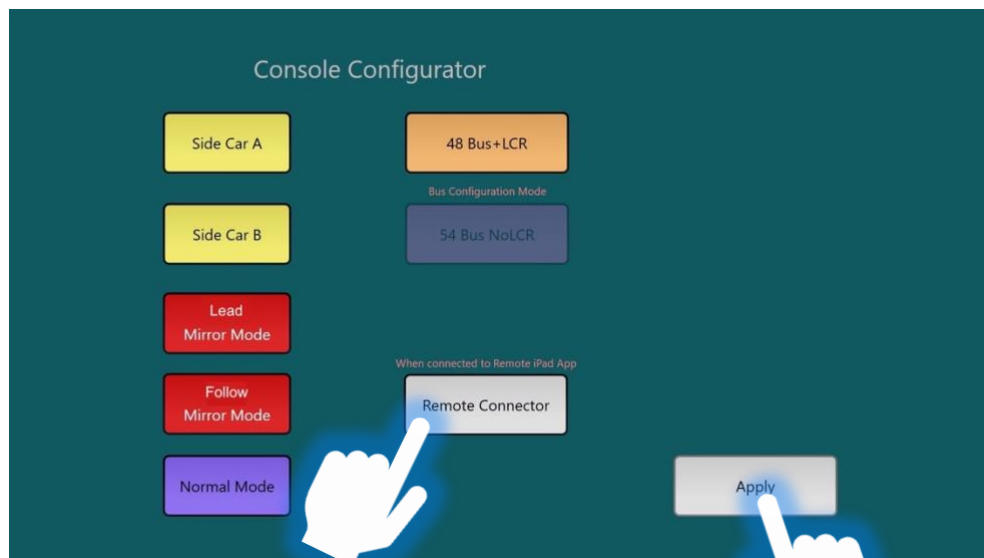 Console Configurator
Side Car A
48 Bus+LCR
Bus Configuration Mode
Side Car B
54 Bus NoLCR
Lead
Mirror Mode
When connected to Remote iPad App
Follow
Mirror Mode
Remote Connector
Normal Mode
Apply